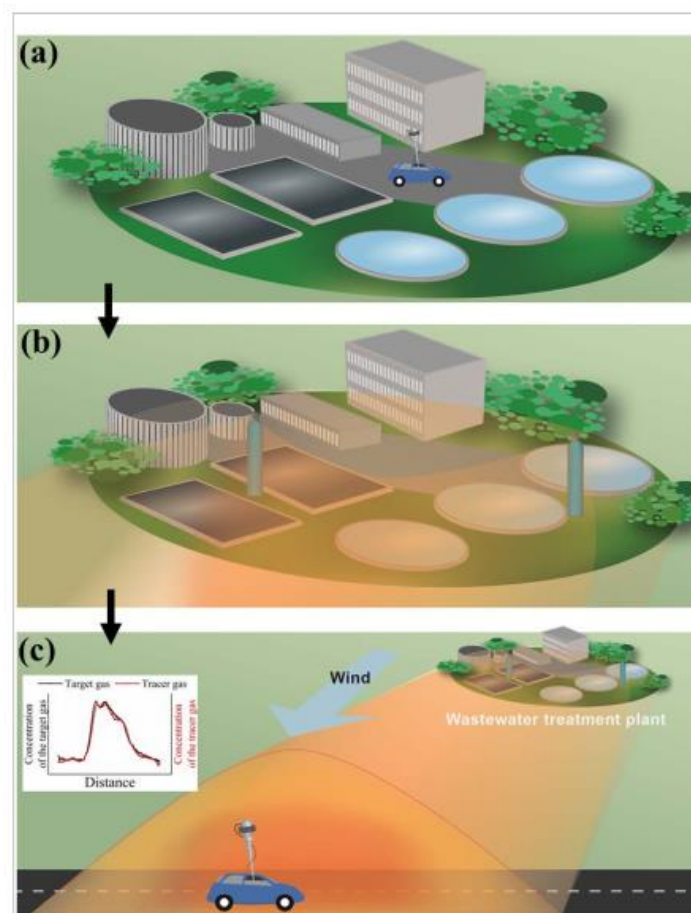 (a)
(b)
(c)
Target gas Tracer gas
Concentration
of the target gas
Concentration
of the tracer gas
Distance
Wind
Wastewater treatment plant